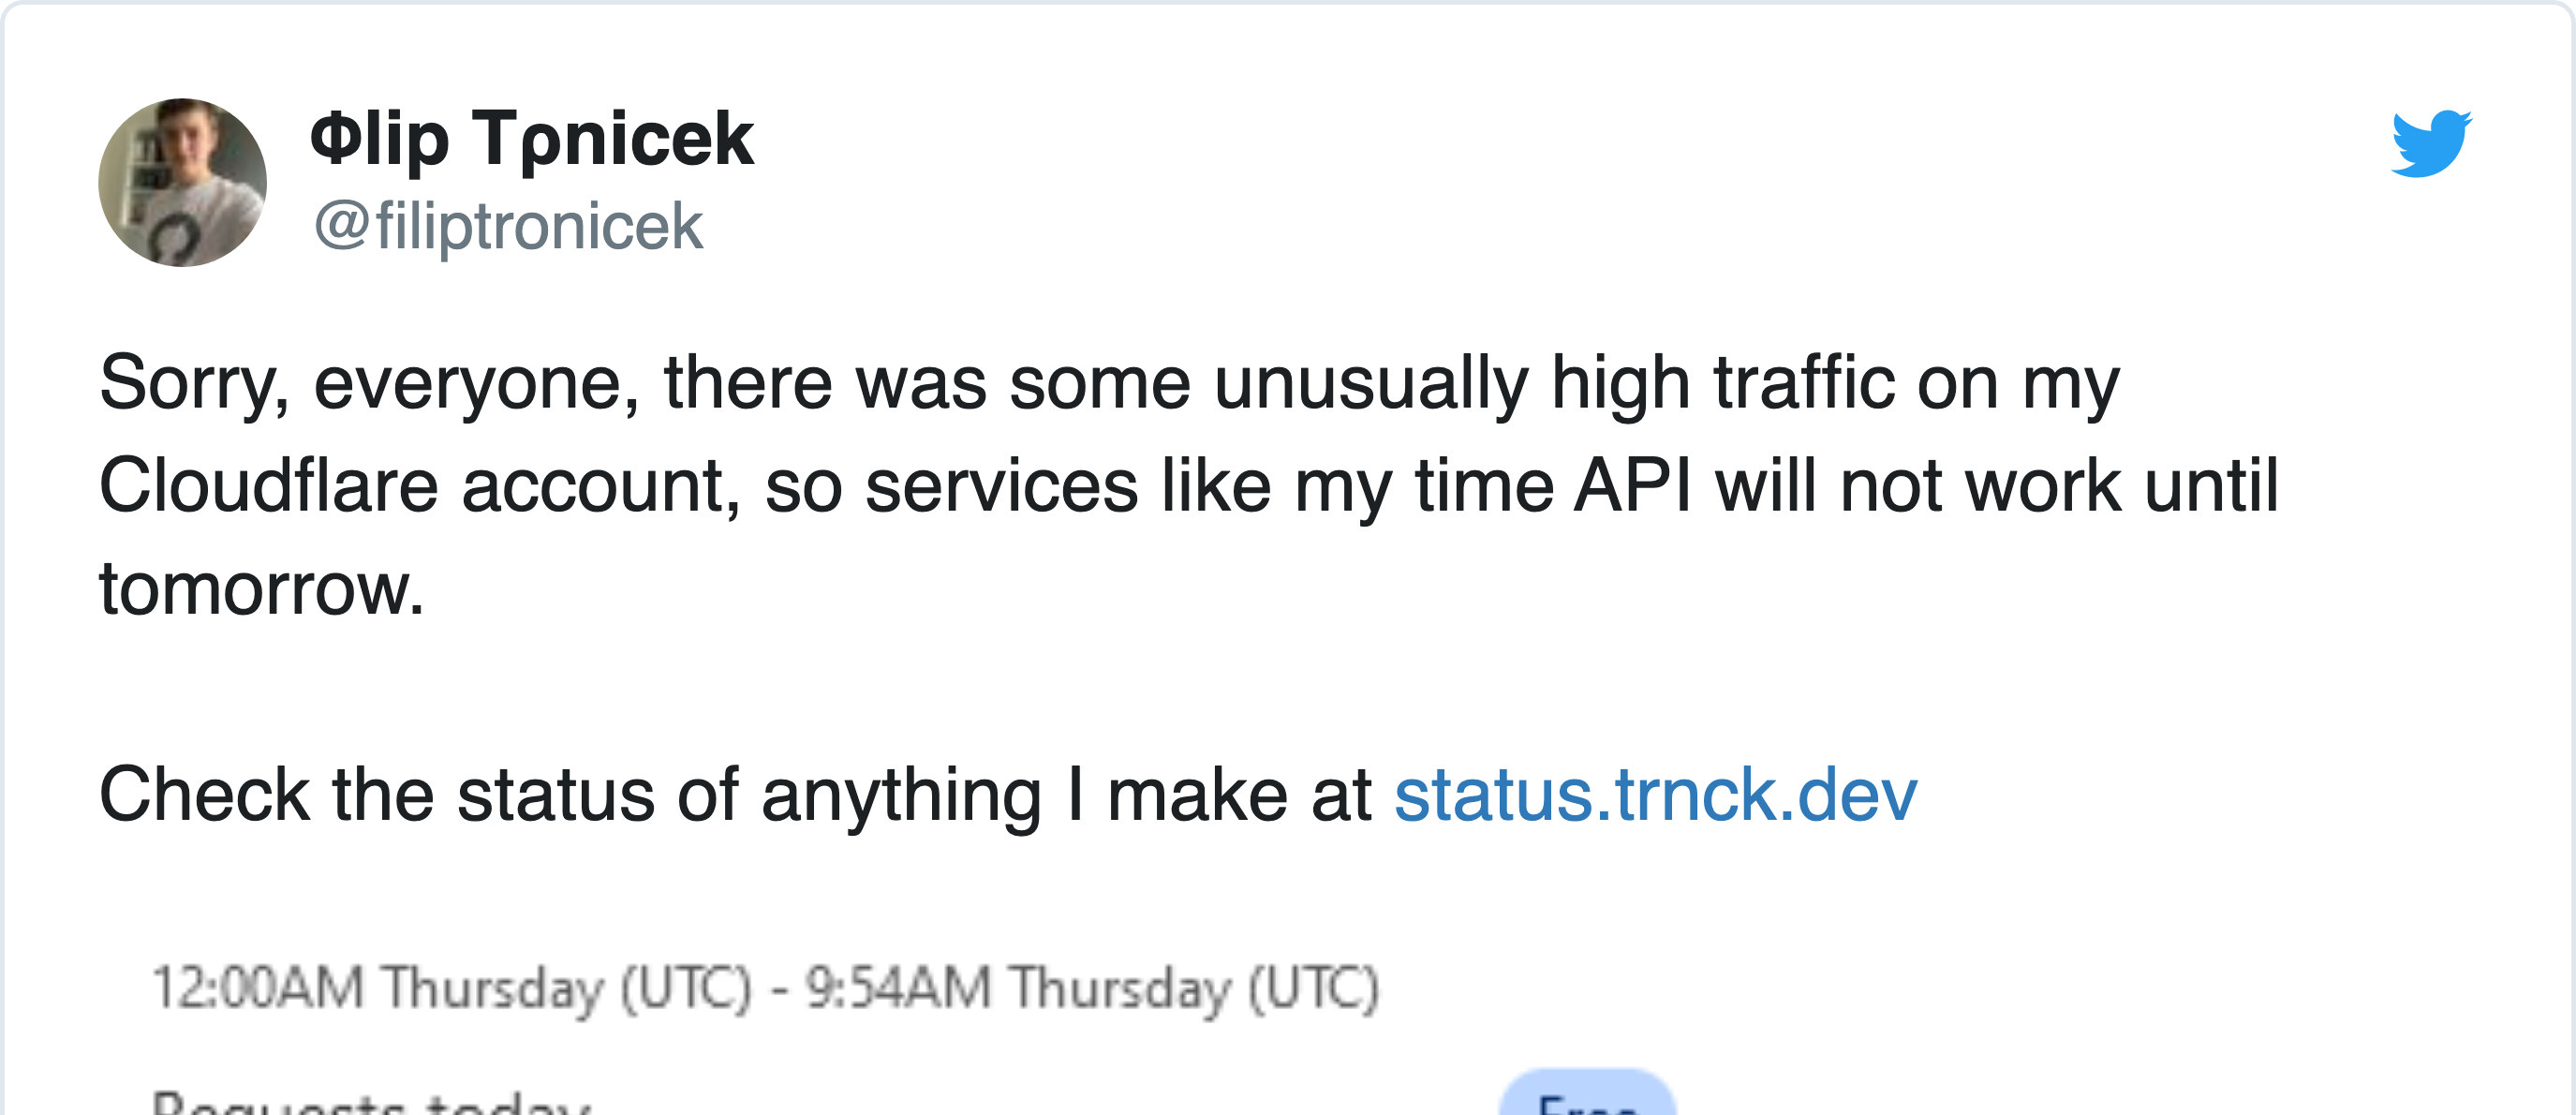 Φlip Tρnicek
@filiptronicek
Sorry, everyone, there was some unusually high traffic on my
Cloudflare account, so services like my time API will not work until
tomorrow.
Check the status of anything I make at status.trnck.dev
12:00AM Thursday (UTC) - 9:54AM Thursday (UTC)
Requests today
Free